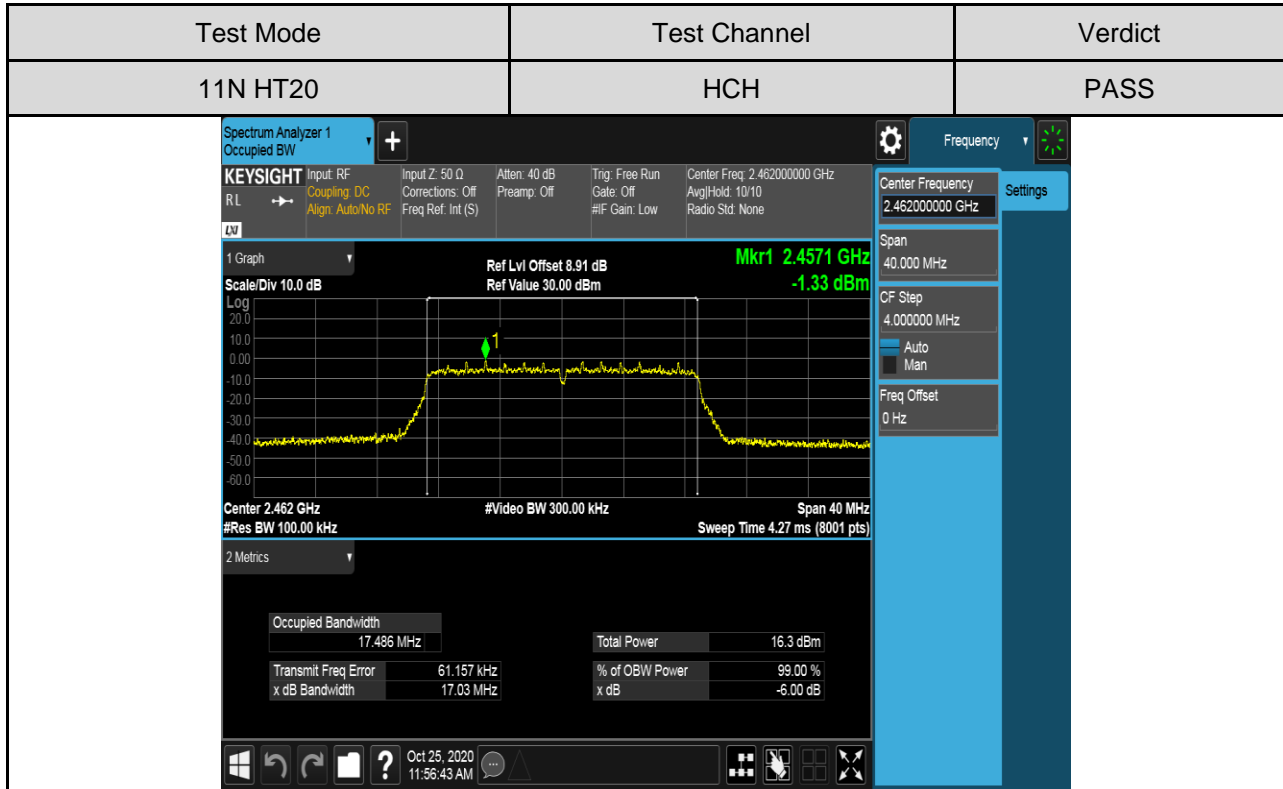 Test Mode Test Channel Verdict
11N HT20 HCH PASS
Spectrum Analyzer 1
Occupied BW
+
Frequency
KEYSIGHT Input: RF Input Z: 50 Ω Atten: 40 dB Trig: Free Run Center Freq: 2.462000000 GHz
RL Coupling: DC Corrections: Off Preamp: Off Gate: Off Avg|Hold: 10/10
Align: Auto/No RF Freq Ref: Int (S) #IF Gain: Low Radio Std: None
LXI
Center Frequency
2.462000000 GHz
Settings
Span
40.000 MHz
CF Step
4.000000 MHz
Auto
Man
Freq Offset
0 Hz
1 Graph Ref Lvl Offset 8.91 dB Mkr1 2.4571 GHz
Scale/Div 10.0 dB Ref Value 30.00 dBm -1.33 dBm
Log
20.0
10.0
0.00
-10.0
-20.0
-30.0
-40.0
-50.0
-60.0
1
Center 2.462 GHz #Video BW 300.00 kHz Span 40 MHz
#Res BW 100.00 kHz Sweep Time 4.27 ms (8001 pts)
2 Metrics
Occupied Bandwidth
17.486 MHz Total Power 16.3 dBm
Transmit Freq Error 61.157 kHz % of OBW Power 99.00 %
x dB Bandwidth 17.03 MHz x dB -6.00 dB
? Oct 25, 2020
11:56:43 AM